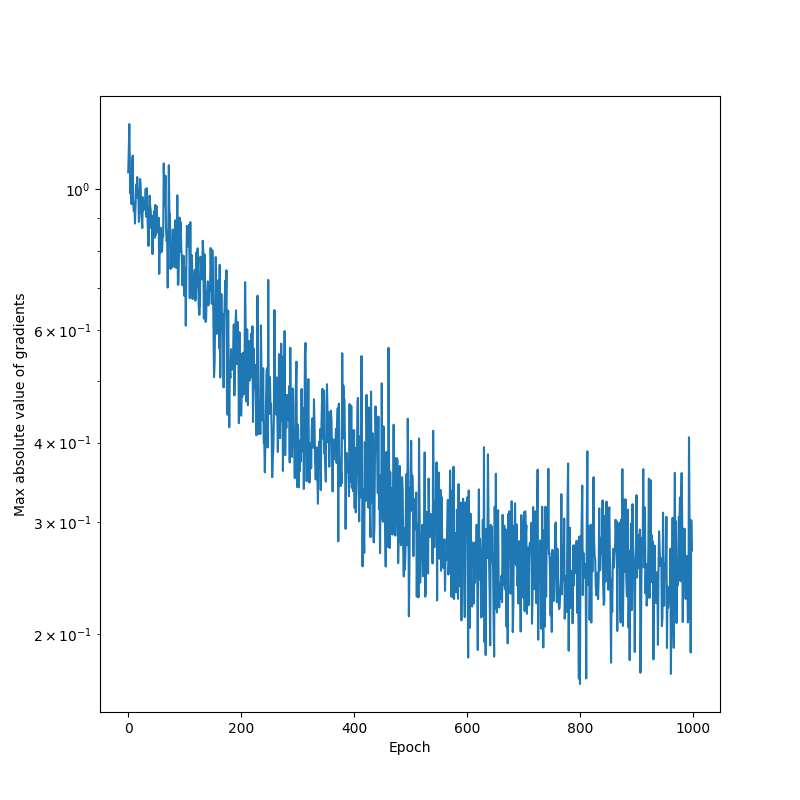 Max absolute value of gradients
10⁰
6 × 10⁻¹
4 × 10⁻¹
3 × 10⁻¹
2 × 10⁻¹
0 200 400 600 800 1000
Epoch